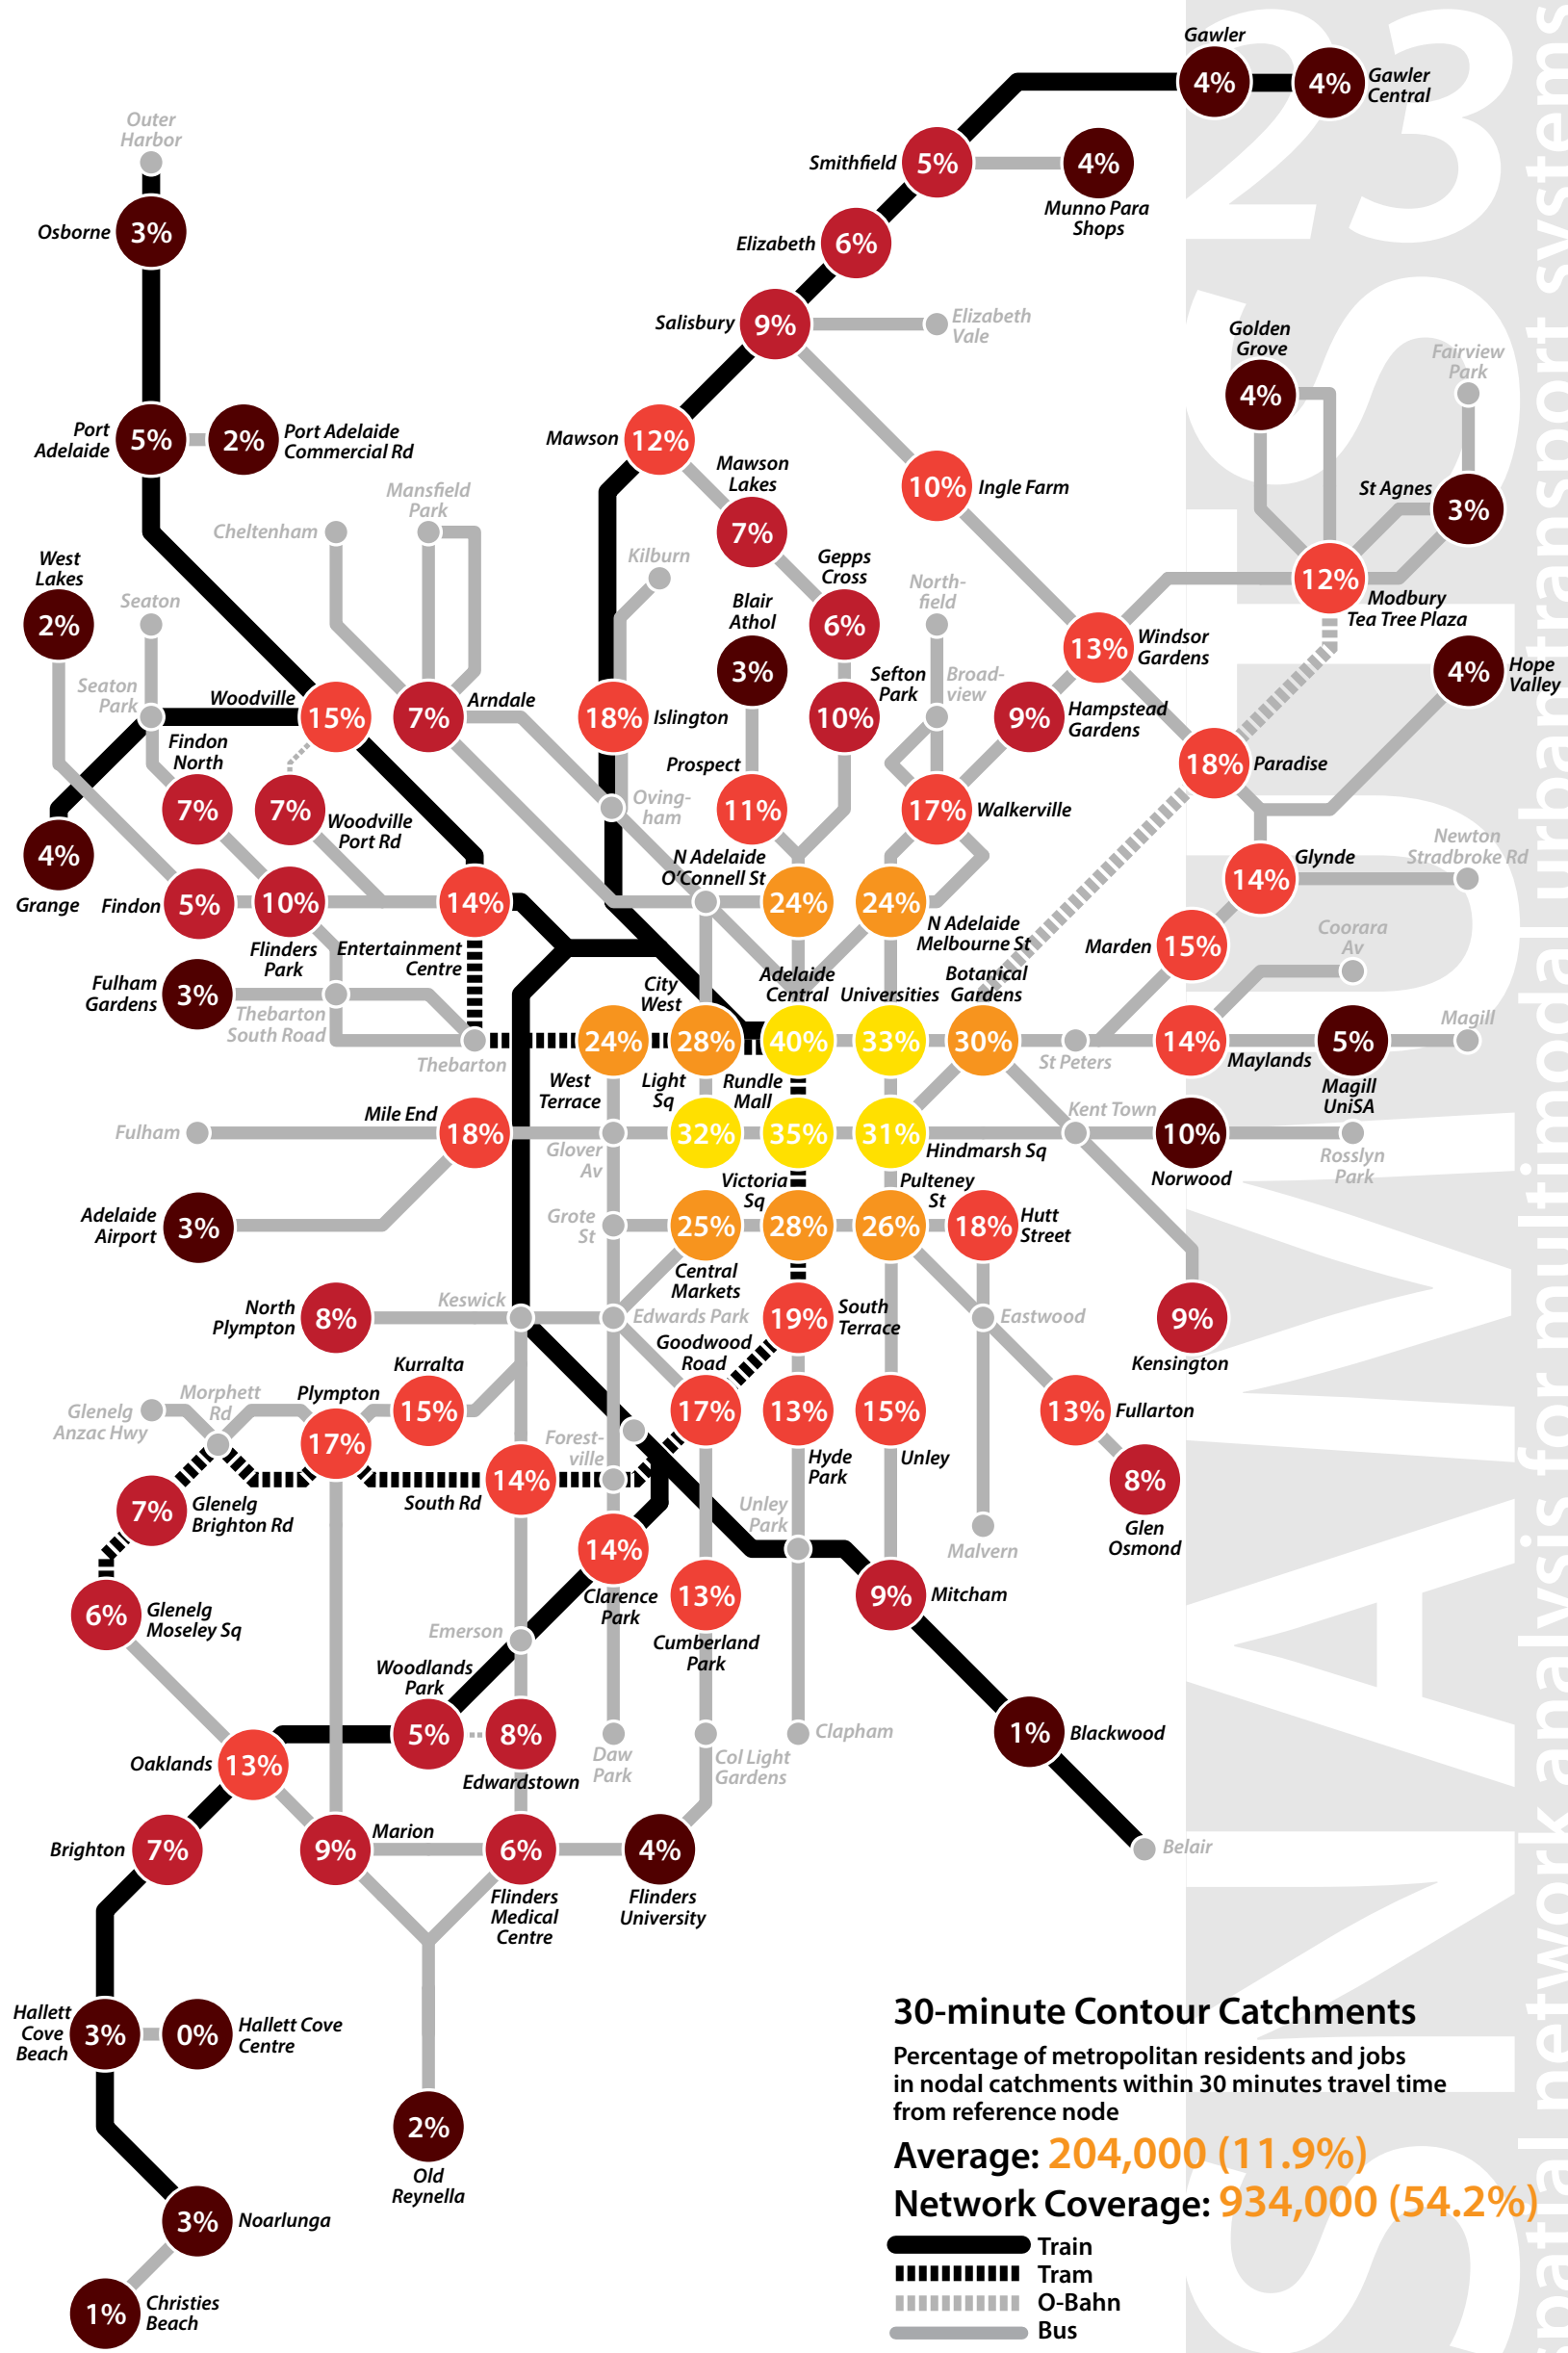 Gawler
4%
4%
Gawler
Central
Outer
Harbor
Smithfield
5%
4%
Munno Para
Shops
Osborne
3%
Elizabeth
6%
Salisbury
9%
Elizabeth
Vale
Golden
Grove
4%
Fairview
Park
Port
Adelaide
5%
2%
Port Adelaide
Commercial Rd
Mawson
12%
Mawson
Lakes
7%
10%
Ingle Farm
St Agnes
3%
Mansfield
Park
Cheltenham
Kilburn
Gepps
Cross
6%
North-
field
12%
Modbury
Tea Tree Plaza
West
Lakes
2%
Seaton
Blair
Athol
3%
13%
Windsor
Gardens
4%
Hope
Valley
Seaton
Park
Woodville
15%
7%
Arndale
18%
Islington
Sefton
Park
10%
Broad-
view
9%
Hampstead
Gardens
18%
Paradise
Findon
North
7%
7%
Woodville
Port Rd
Oving-
ham
Prospect
11%
17%
Walkerville
4%
Grange
Findon
5%
10%
Flinders
Park
14%
Entertainment
Centre
N Adelaide
O'Connell St
24%
24%
N Adelaide
Melbourne St
Glynde
14%
Newton
Stradbroke Rd
Marden
15%
Coorara
Av
Fulham
Gardens
3%
Thebarton
South Road
Thebarton
City
West
Adelaide
Central
Universities
Botanical
Gardens
24%
28%
40%
33%
30%
St Peters
14%
Maylands
5%
Magill
UniSA
Magill
West
Terrace
Light
Sq
Rundle
Mall
Fulham
Mile End
18%
Glover
Av
32%
35%
31%
Hindmarsh Sq
Kent Town
10%
Norwood
Rosslyn
Park
Adelaide
Airport
3%
Grote
St
Victoria
Sq
Pulteney
St
25%
28%
26%
18%
Hutt
Street
Central
Markets
North
Plympton
8%
Keswick
Edwards Park
19%
South
Terrace
Eastwood
9%
Kensington
Glenelg
Anzac Hwy
Morphett
Rd
Plympton
17%
Kurralta
15%
Goodwood
Road
17%
13%
Hyde
Park
15%
Unley
13%
Fullarton
8%
Glen
Osmond
7%
Glenelg
Brighton Rd
South Rd
14%
Forest-
ville
Unley
Park
Malvern
6%
Glenelg
Moseley Sq
14%
Clarence
Park
13%
Cumberland
Park
9%
Mitcham
Emerson
Woodlands
Park
5%
8%
Edwardstown
Daw
Park
Col Light
Gardens
Clapham
1%
Blackwood
Oaklands
13%
Brighton
7%
9%
Marion
6%
Flinders
Medical
Centre
4%
Flinders
University
Belair
Hallett
Cove
Beach
3%
0%
Hallett Cove
Centre
2%
Old
Reynella
3%
Noarlunga
1%
Christies
Beach
30-minute Contour Catchments
Percentage of metropolitan residents and jobs
in nodal catchments within 30 minutes travel time
from reference node
Average: 204,000 (11.9%)
Network Coverage: 934,000 (54.2%)
Train
Tram
O-Bahn
Bus
SNAMUTS 23
spatial network analysis for multimodal urban transport systems